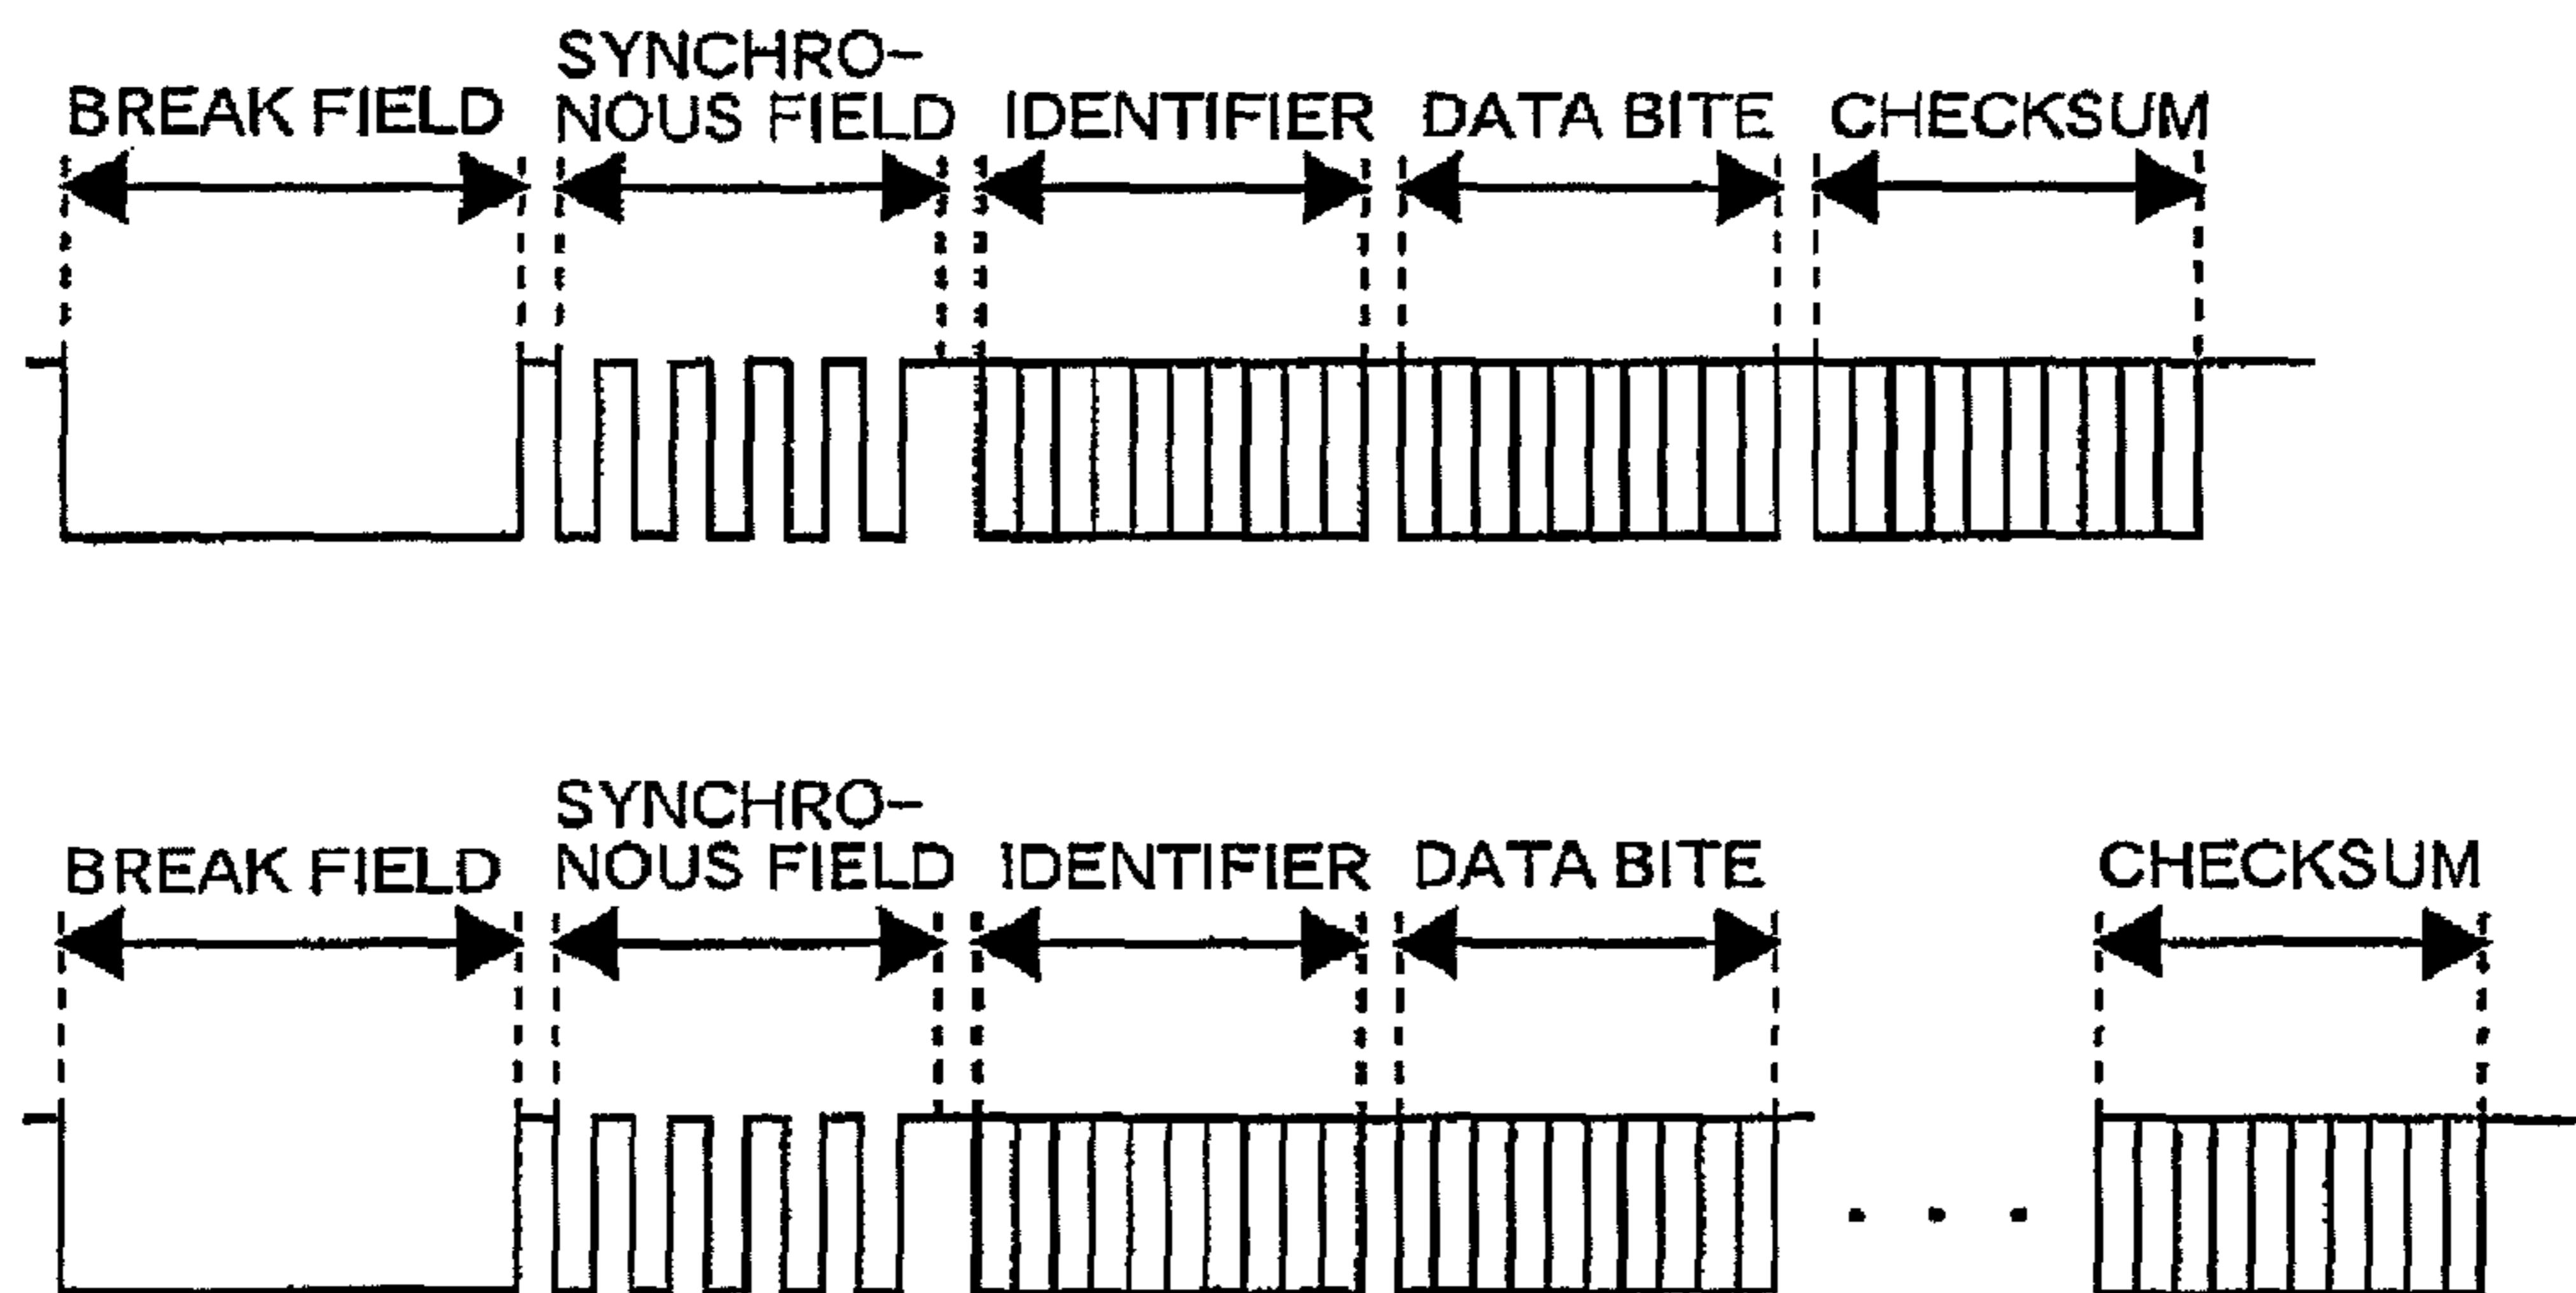 BREAK FIELD
SYNCHRO-
NOUS FIELD
IDENTIFIER
DATA BITE
CHECKSUM
BREAK FIELD
SYNCHRO-
NOUS FIELD
IDENTIFIER
DATA BITE
. . .
CHECKSUM